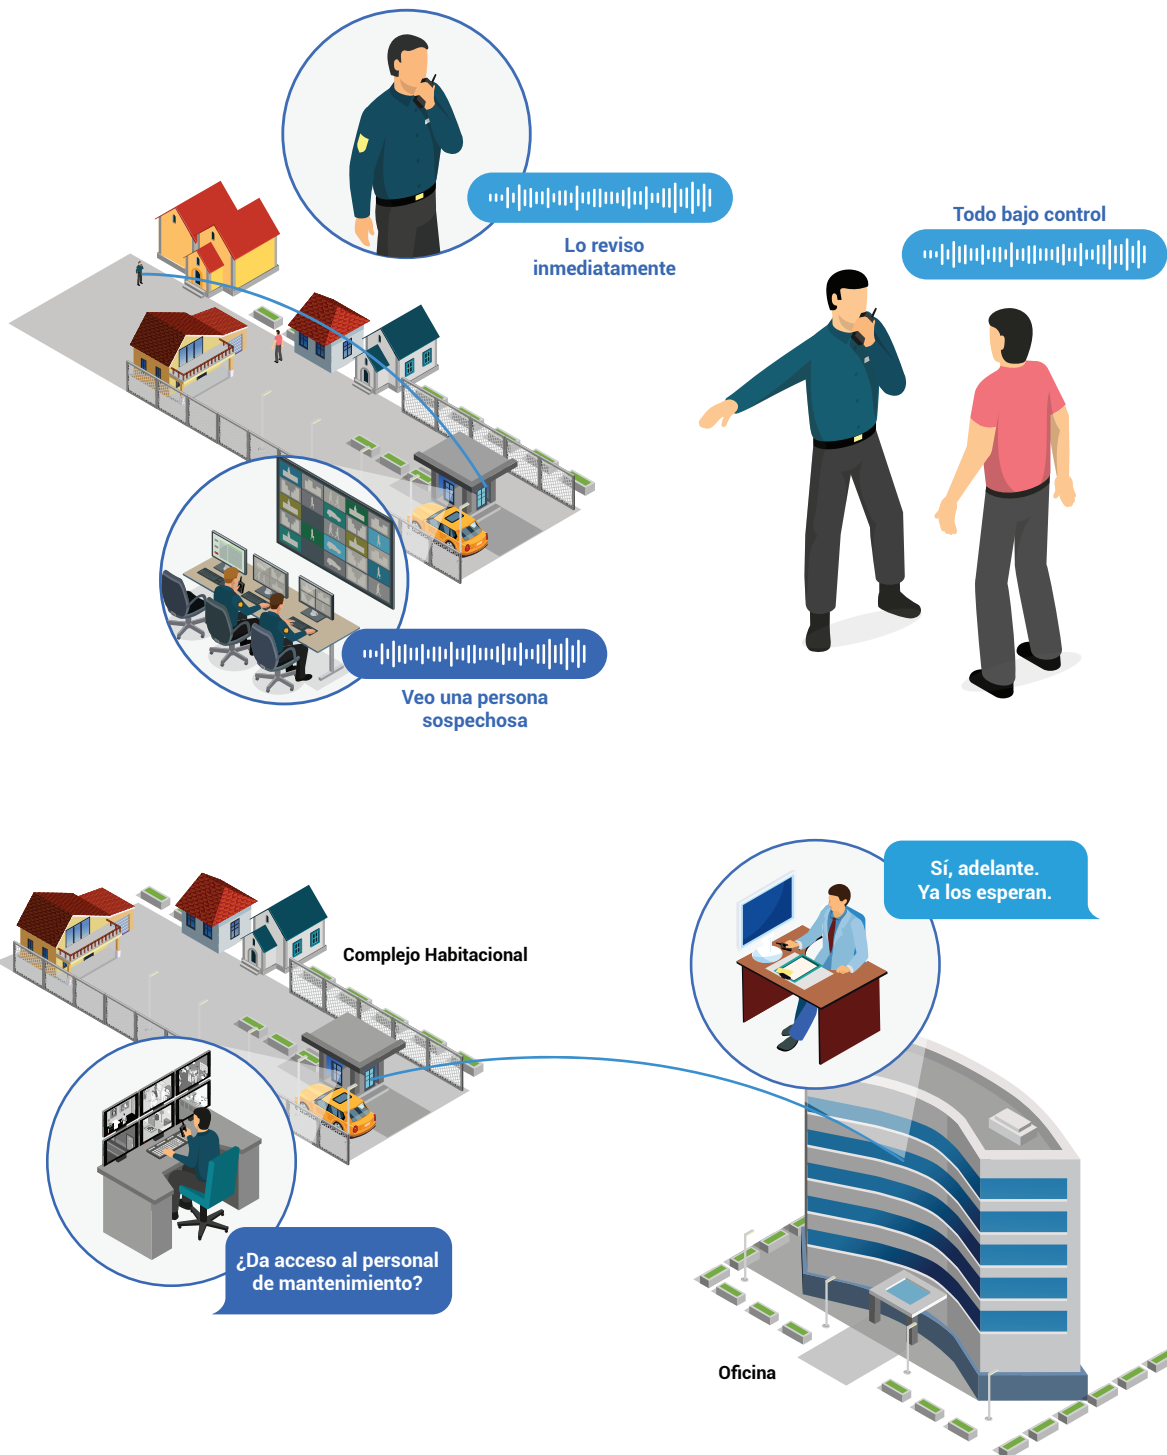 Lo reviso
inmediatamente
Todo bajo control
Veo una persona
sospechosa
Sí, adelante.
Ya los esperan.
Complejo Habitacional
¿Da acceso al personal
de mantenimiento?
Oficina